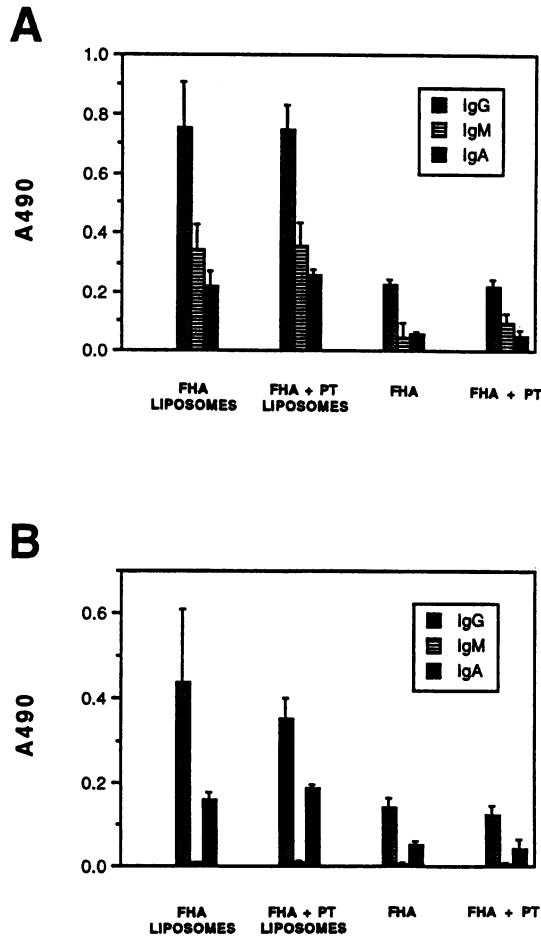 A
1.0
0.8
0.6
0.4
0.2
0.0
A490
IgG
IgM
IgA
FHA
LIPOSOMES
FHA + PT
LIPOSOMES
FHA
FHA + PT
B
0.6
0.4
0.2
0.0
A490
IgG
IgM
IgA
FHA
LIPOSOMES
FHA + PT
LIPOSOMES
FHA
FHA + PT